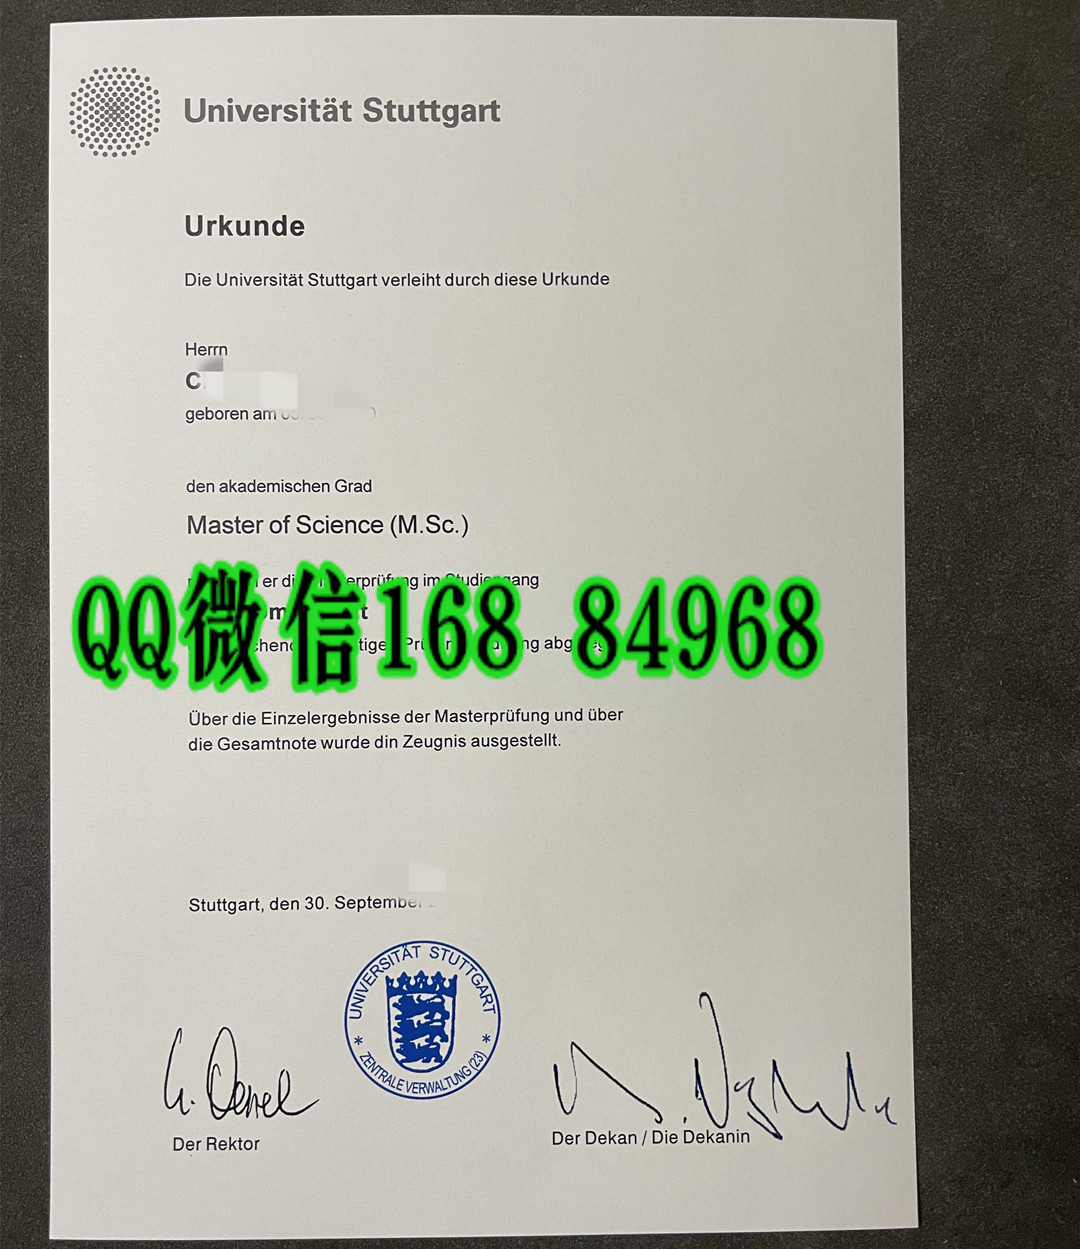 Universität Stuttgart
Urkunde
Die Universität Stuttgart verleiht durch diese Urkunde
Herrn
C
geboren am
den akademischen Grad
Master of Science (M.Sc.)
er im
QQ微信168 84968
Über die Einzelergebnisse der Masterprüfung und über
die Gesamtnote wurde din Zeugnis ausgestellt.
Stuttgart, den 30. September
UNIVERSITÄT STUTTGART
* ZENTRALE VERWALTUNG (23) *
Der Rektor
Der Dekan / Die Dekanin